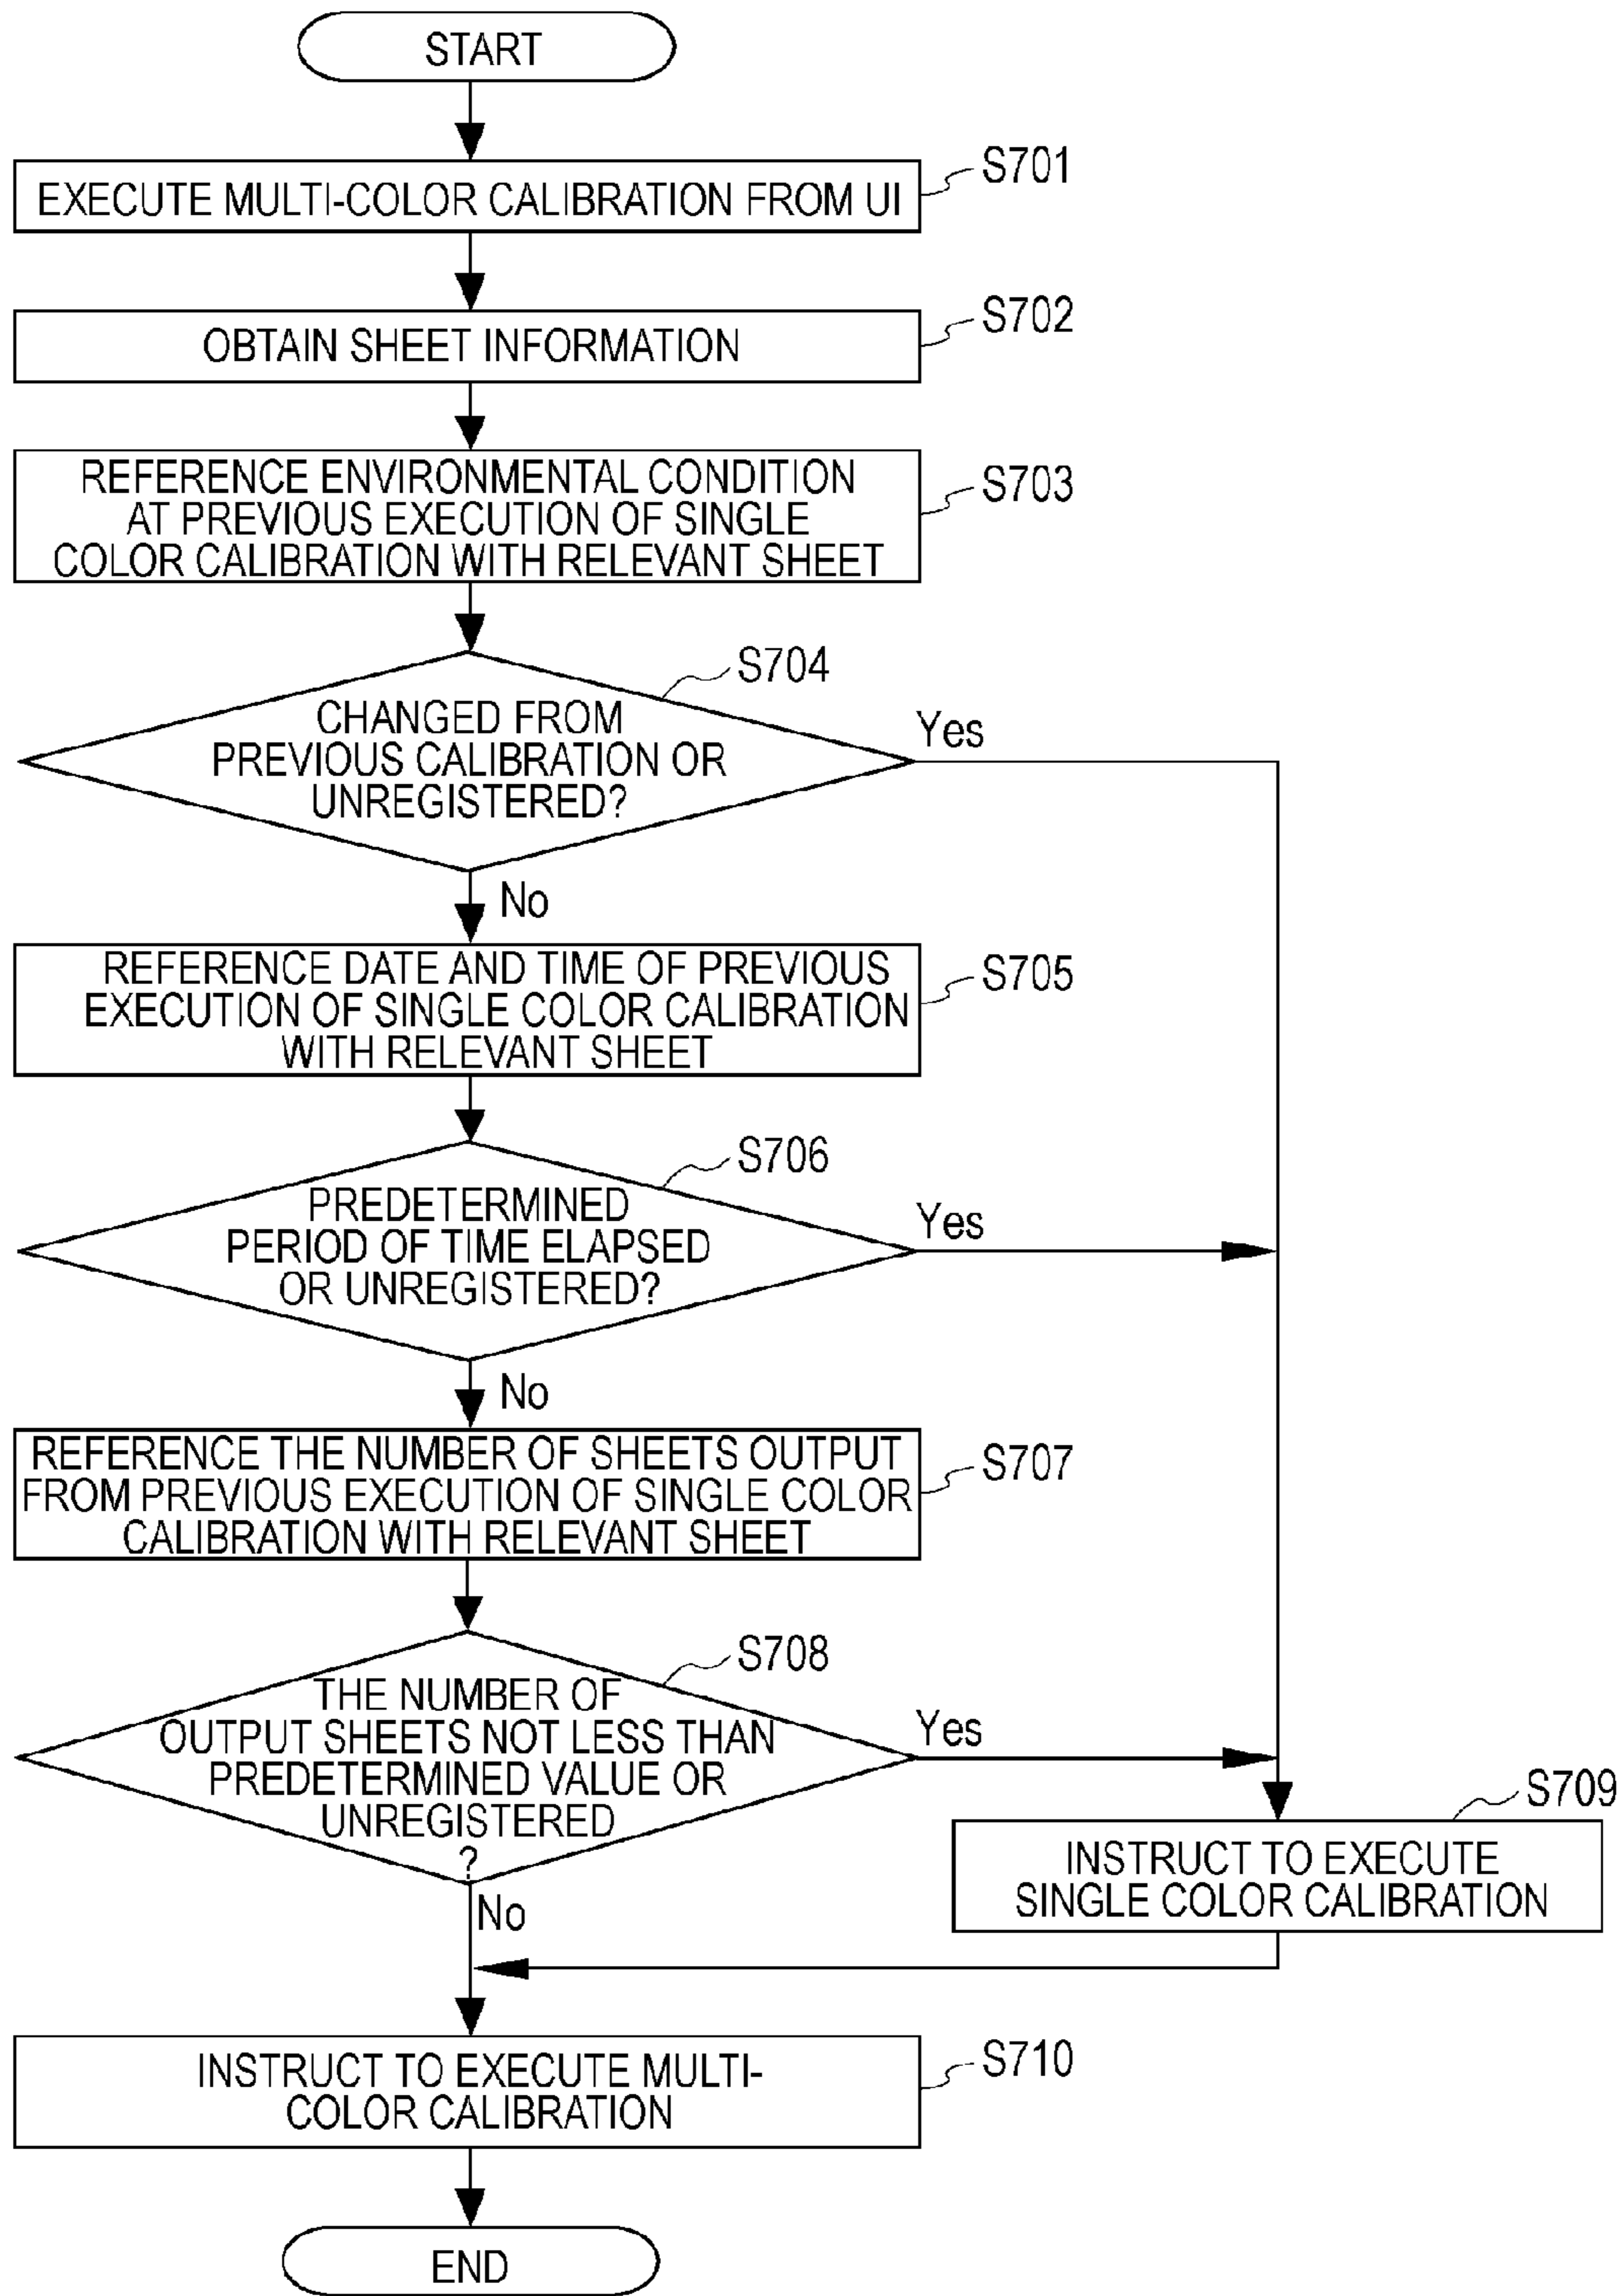 START
S701
EXECUTE MULTI-COLOR CALIBRATION FROM UI
S702
OBTAIN SHEET INFORMATION
S703
REFERENCE ENVIRONMENTAL CONDITION
AT PREVIOUS EXECUTION OF SINGLE
COLOR CALIBRATION WITH RELEVANT SHEET
S704
CHANGED FROM
PREVIOUS CALIBRATION OR
UNREGISTERED?
Yes
No
S705
REFERENCE DATE AND TIME OF PREVIOUS
EXECUTION OF SINGLE COLOR CALIBRATION
WITH RELEVANT SHEET
S706
PREDETERMINED
PERIOD OF TIME ELAPSED
OR UNREGISTERED?
Yes
No
S707
REFERENCE THE NUMBER OF SHEETS OUTPUT
FROM PREVIOUS EXECUTION OF SINGLE COLOR
CALIBRATION WITH RELEVANT SHEET
S708
THE NUMBER OF
OUTPUT SHEETS NOT LESS THAN
PREDETERMINED VALUE OR
UNREGISTERED
?
Yes
No
S709
INSTRUCT TO EXECUTE
SINGLE COLOR CALIBRATION
S710
INSTRUCT TO EXECUTE MULTI-
COLOR CALIBRATION
END